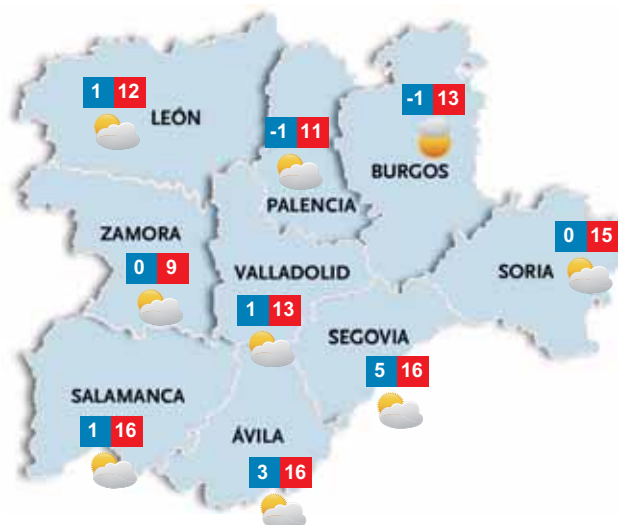 1 12
LEÓN
-1 11
PALENCIA
-1 13
BURGOS
ZAMORA
0 9
VALLADOLID
1 13
0 15
SORIA
SEGOVIA
5 16
SALAMANCA
1 16
ÁVILA
3 16